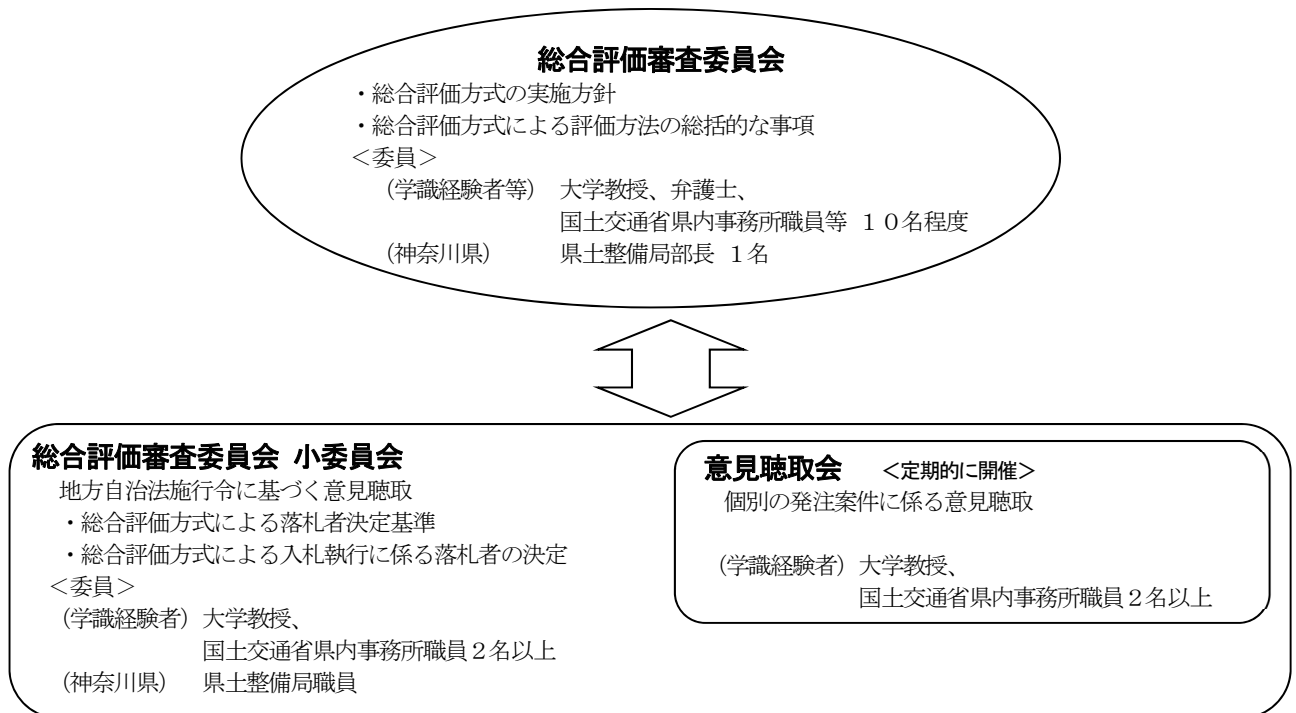 総合評価審査委員会
・総合評価方式の実施方針
・総合評価方式による評価方法の総括的な事項
＜委員＞
（学識経験者等） 大学教授、弁護士、
国土交通省県内事務所職員等 １０名程度
（神奈川県） 県土整備局部長 １名
総合評価審査委員会 小委員会
地方自治法施行令に基づく意見聴取
・総合評価方式による落札者決定基準
・総合評価方式による入札執行に係る落札者の決定
＜委員＞
（学識経験者）大学教授、
国土交通省県内事務所職員２名以上
（神奈川県） 県土整備局職員
意見聴取会 ＜定期的に開催＞
個別の発注案件に係る意見聴取
（学識経験者）大学教授、
国土交通省県内事務所職員２名以上